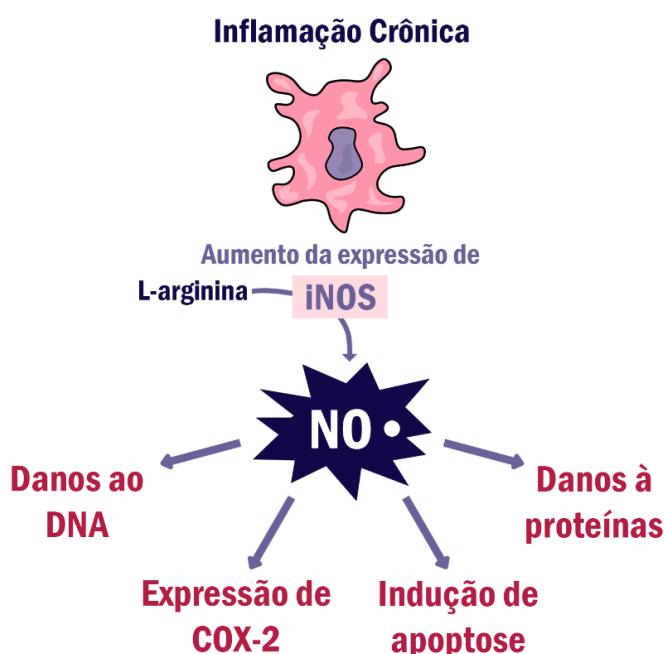 Inflamação Crônica
Aumento da expressão de
L-arginina
iNOS
NO •
Danos ao
DNA
Danos à
proteínas
Expressão de
COX-2
Indução de
apoptose